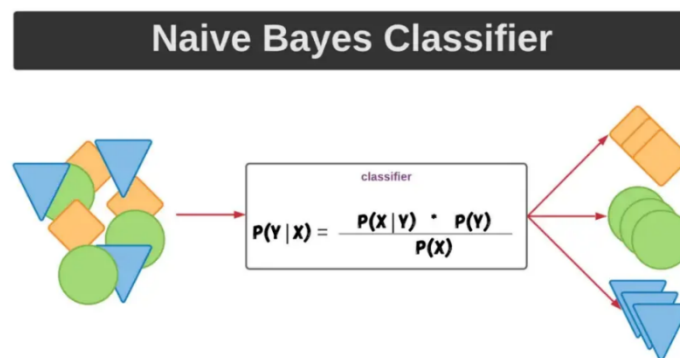 Naive Bayes Classifier
classifier
P(Y|X) = P(X|Y) · P(Y)
P(X)